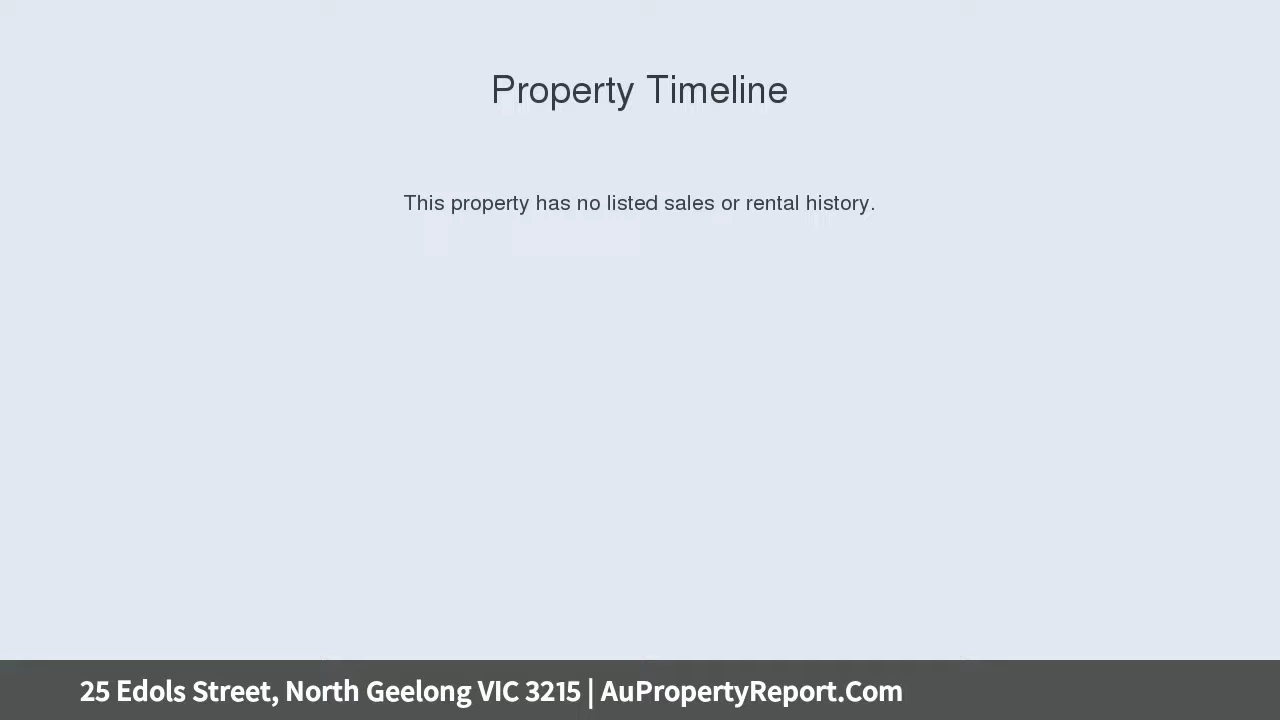 Property Timeline
This property has no listed sales or rental history.
25 Edols Street, North Geelong VIC 3215 | AuPropertyReport.Com